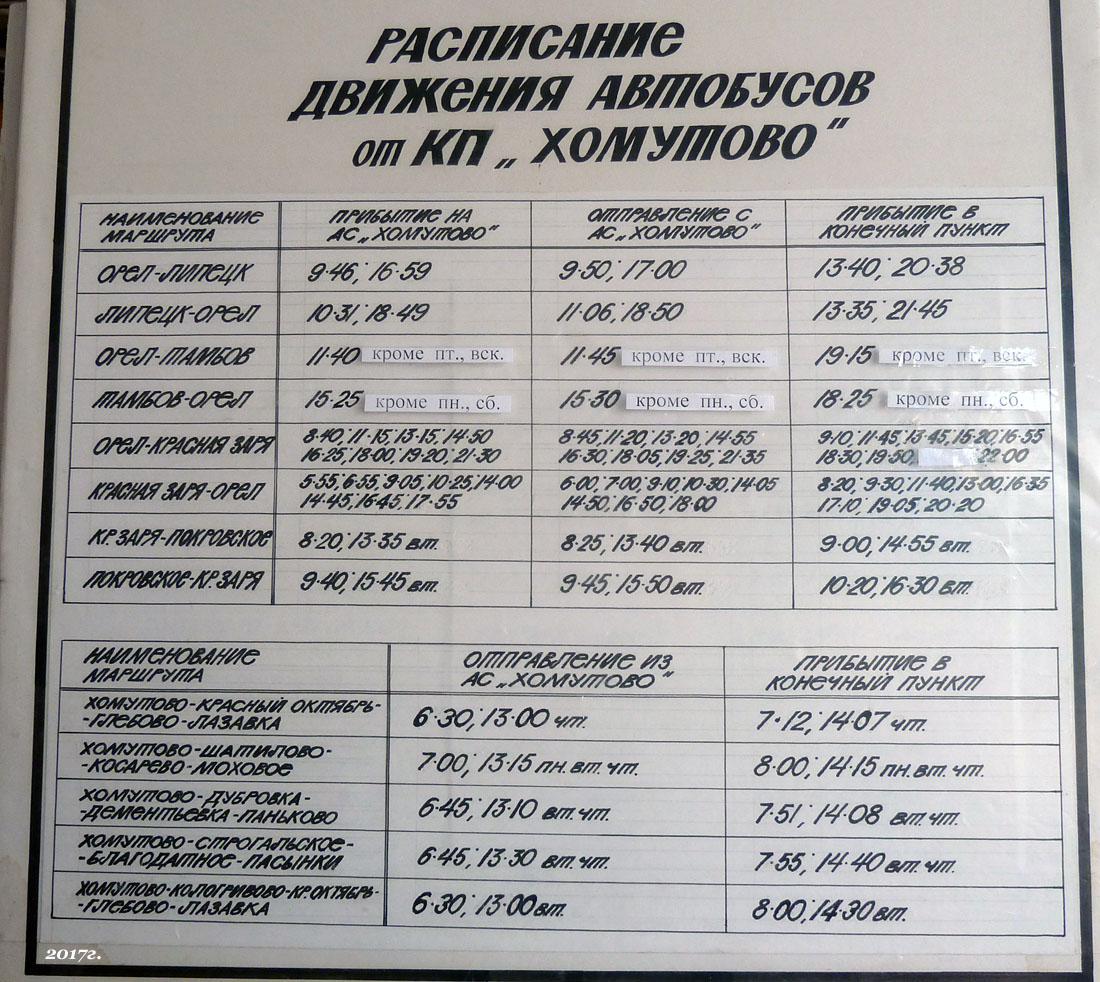 РАСПИСАНИЕ
ДВИЖЕНИЯ АВТОБУСОВ
от КП „ ХОМУТОВО"
НАИМЕНОВАНИЕ МАРШРУТА ПРИБЫТИЕ НА АС „ХОМУТОВО" ОТПРАВЛЕНИЕ С АС „ХОМУТОВО" ПРИБЫТИЕ В КОНЕЧНЫЙ ПУНКТ
ОРЕЛ-ЛИПЕЦК 9·46; 16·59 9·50; 17·00 13·40; 20·38
ЛИПЕЦК-ОРЕЛ 10·31; 18·49 11·06; 18·50 13·35; 21·45
ОРЕЛ-ТАМБОВ 11·40 кроме пт., вск. 11·45 кроме пт., вск. 19·15 кроме пт., вск.
ТАМБОВ-ОРЕЛ 15·25 кроме пн., сб. 15·30 кроме пн., сб. 18·25 кроме пн., сб.
ОРЕЛ-КРАСНАЯ ЗАРЯ 8·40; 11·15; 13·15; 14·50 8·45; 11·20; 13·20; 14·55 9·10; 11·45; 13·45; 15·20; 16·55
16·25; 18·00; 19·20; 21·30 16·30; 18·05; 19·25; 21·35 18·30; 19·50; 22·00
КРАСНАЯ ЗАРЯ-ОРЕЛ 5·55; 6·55; 9·05; 10·25; 14·00 6·00; 7·00; 9·10; 10·30; 14·05 8·20; 9·30; 11·40; 13·00; 16·35
14·45; 16·45; 17·55 14·50; 16·50; 18·00 17·10; 19·05; 20·20
КР. ЗАРЯ-ПОКРОВСКОЕ 8·20; 13·35 вт. 8·25; 13·40 вт. 9·00; 14·55 вт.
ПОКРОВСКОЕ-КР. ЗАРЯ 9·40; 15·45 вт. 9·45; 15·50 вт. 10·20; 16·30 вт.
НАИМЕНОВАНИЕ МАРШРУТА ОТПРАВЛЕНИЕ ИЗ АС „ХОМУТОВО" ПРИБЫТИЕ В КОНЕЧНЫЙ ПУНКТ
ХОМУТОВО-КРАСНЫЙ ОКТЯБРЬ-
-ГЛЕБОВО-ЛАЗАВКА 6·30; 13·00 чт. 7·12; 14·07 чт.
ХОМУТОВО-ШАТИЛОВО-
-КОСАРЕВО-МОХОВОЕ 7·00; 13·15 пн. вт. чт. 8·00; 14·15 пн. вт. чт.
ХОМУТОВО-ДУБРОВКА-
-ДЕМЕНТЬЕВКА-ПАНЬКОВО 6·45; 13·10 вт. чт. 7·51; 14·08 вт. чт.
ХОМУТОВО-СТРОГАЛЬСКОЕ-
-БЛАГОДАТНОЕ-ПАСЫНКИ 6·45; 13·30 вт. чт. 7·55; 14·40 вт. чт.
ХОМУТОВО-КОЛОГРИВОВО-КР. ОКТЯБРЬ-
-ГЛЕБОВО-ЛАЗАВКА 6·30; 13·00 вт. 8·00; 14·30 вт.
2017г.